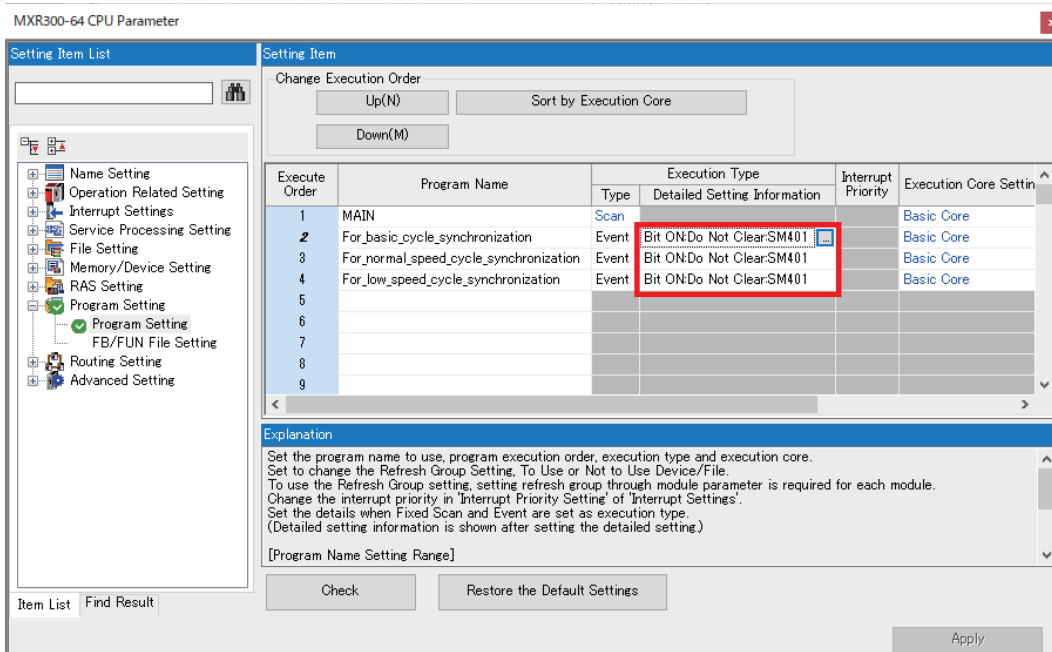 MXR300-64 CPU Parameter
Setting Item List
Setting Item
Change Execution Order
Up(N)
Sort by Execution Core
Down(M)
Name Setting
Operation Related Setting
Interrupt Settings
Service Processing Setting
File Setting
Memory/Device Setting
RAS Setting
Program Setting
Program Setting
FB/FUN File Setting
Routing Setting
Advanced Setting
Execute Order
Program Name
Execution Type
Type
Detailed Setting Information
Interrupt Priority
Execution Core Settin
1 MAIN Scan Basic Core
2 For_basic_cycle_synchronization Event Bit ON:Do Not Clear:SM401 ... Basic Core
3 For_normal_speed_cycle_synchronization Event Bit ON:Do Not Clear:SM401 Basic Core
4 For_low_speed_cycle_synchronization Event Bit ON:Do Not Clear:SM401 Basic Core
5
6
7
8
9
Explanation
Set the program name to use, program execution order, execution type and execution core.
Set to change the Refresh Group Setting, To Use or Not to Use Device/File.
To use the Refresh Group setting, setting refresh group through module parameter is required for each module.
Change the interrupt priority in 'Interrupt Priority Setting' of 'Interrupt Settings'.
Set the details when Fixed Scan and Event are set as execution type.
(Detailed setting information is shown after setting the detailed setting.)
[Program Name Setting Range]
Check
Restore the Default Settings
Item List
Find Result
Apply